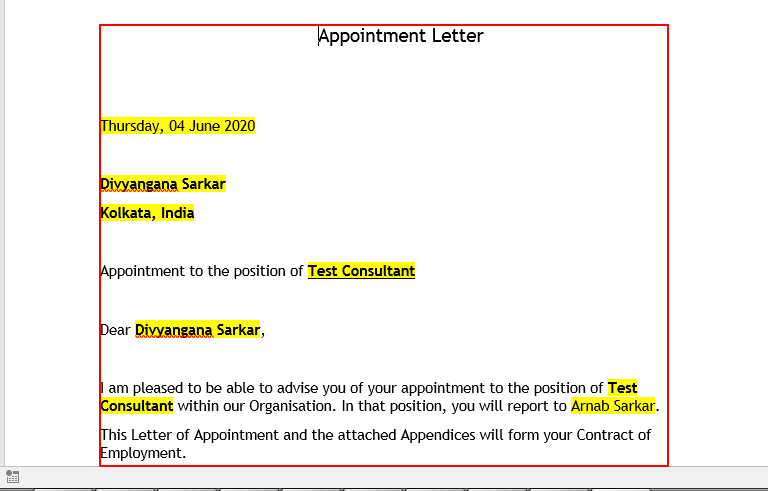 Appointment Letter
Thursday, 04 June 2020
Divyangana Sarkar
Kolkata, India
Appointment to the position of Test Consultant
Dear Divyangana Sarkar,
I am pleased to be able to advise you of your appointment to the position of Test
Consultant within our Organisation. In that position, you will report to Arnab Sarkar.
This Letter of Appointment and the attached Appendices will form your Contract of
Employment.